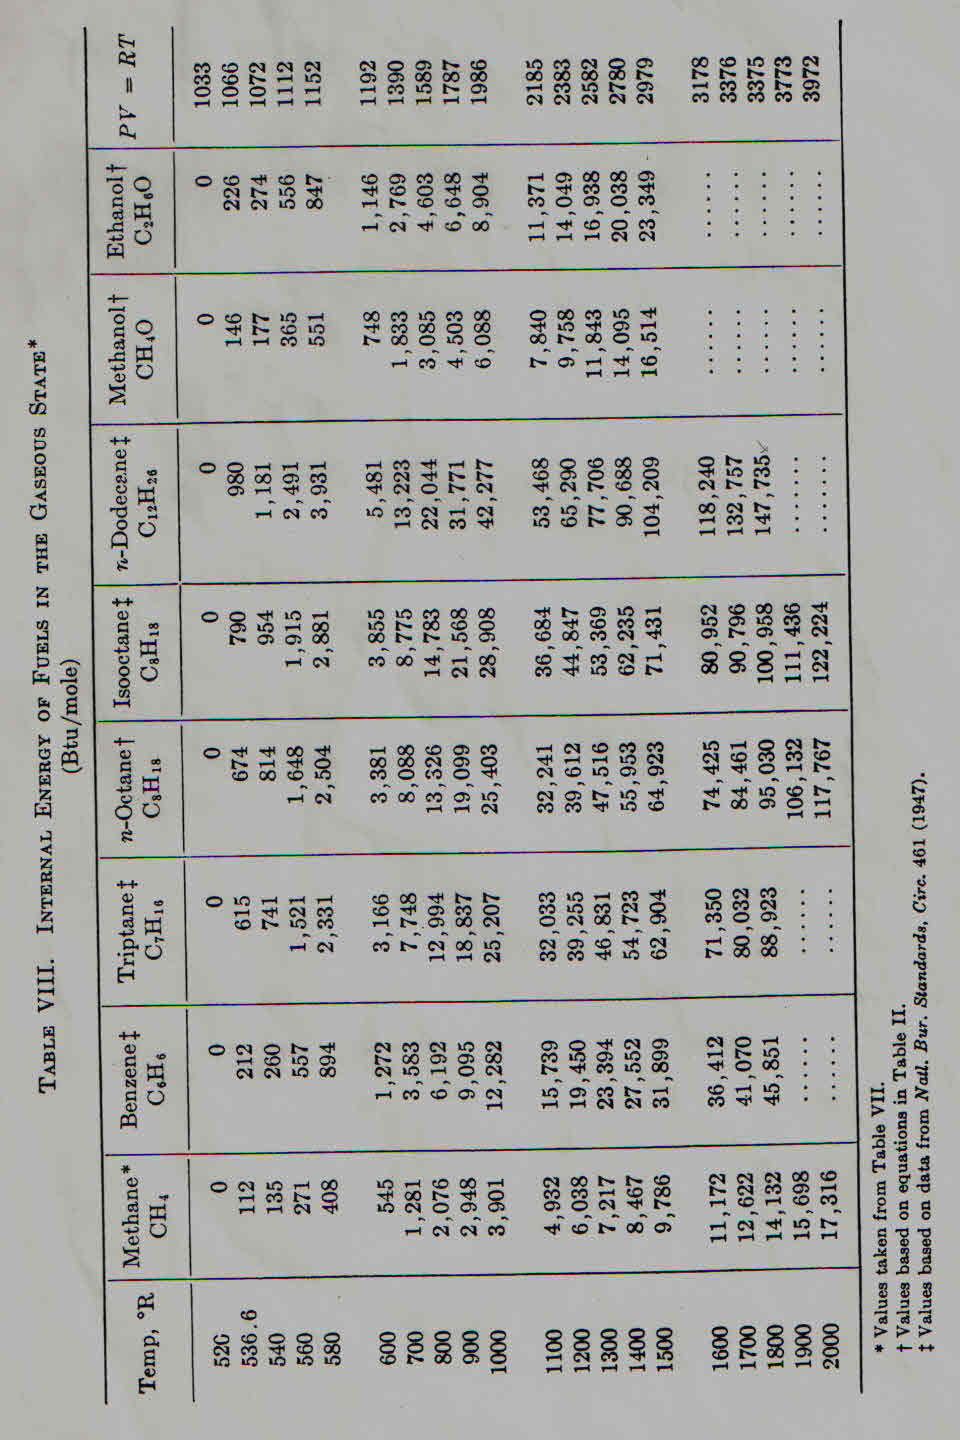 TABLE VIII. INTERNAL ENERGY OF FUELS IN THE GASEOUS STATE*
(Btu/mole)
Temp, °R Methane* CH₄ Benzene‡ C₆H₆ Triptane‡ C₇H₁₆ n-Octane† C₈H₁₈ Isooctane‡ C₈H₁₈ n-Dodecane‡ C₁₂H₂₆ Methanol† CH₄O Ethanol† C₂H₆O PV = RT
520 0 0 0 0 0 0 0 0 1033
536.6 112 212 615 674 790 980 146 226 1066
540 135 260 741 814 954 1,181 177 274 1072
560 271 557 1,521 1,648 1,915 2,491 365 556 1112
580 408 894 2,331 2,504 2,881 3,931 551 847 1152
600 545 1,272 3,166 3,381 3,855 5,481 748 1,146 1192
700 1,281 3,583 7,748 8,088 8,775 13,223 1,833 2,769 1390
800 2,076 6,192 12,994 13,326 14,783 22,044 3,085 4,603 1589
900 2,948 9,095 18,837 19,099 21,568 31,771 4,503 6,648 1787
1000 3,901 12,282 25,207 25,403 28,908 42,277 6,088 8,904 1986
1100 4,932 15,739 32,033 32,241 36,684 53,468 7,840 11,371 2185
1200 6,038 19,450 39,255 39,612 44,847 65,290 9,758 14,049 2383
1300 7,217 23,394 46,831 47,516 53,369 77,706 11,843 16,938 2582
1400 8,467 27,552 54,723 55,953 62,235 90,688 14,095 20,038 2780
1500 9,786 31,899 62,904 64,923 71,431 104,209 16,514 23,349 2979
1600 11,172 36,412 71,350 74,425 80,952 118,240 ...... ...... 3178
1700 12,622 41,070 80,032 84,461 90,796 132,757 ...... ...... 3376
1800 14,132 45,851 88,923 95,030 100,958 147,735 ...... ...... 3375
1900 15,698 ...... ...... 106,132 111,436 ...... ...... ...... 3773
2000 17,316 ...... ...... 117,767 122,224 ...... ...... ...... 3972
* Values taken from Table VII.
† Values based on equations in Table II.
‡ Values based on data from Natl. Bur. Standards, Circ. 461 (1947).